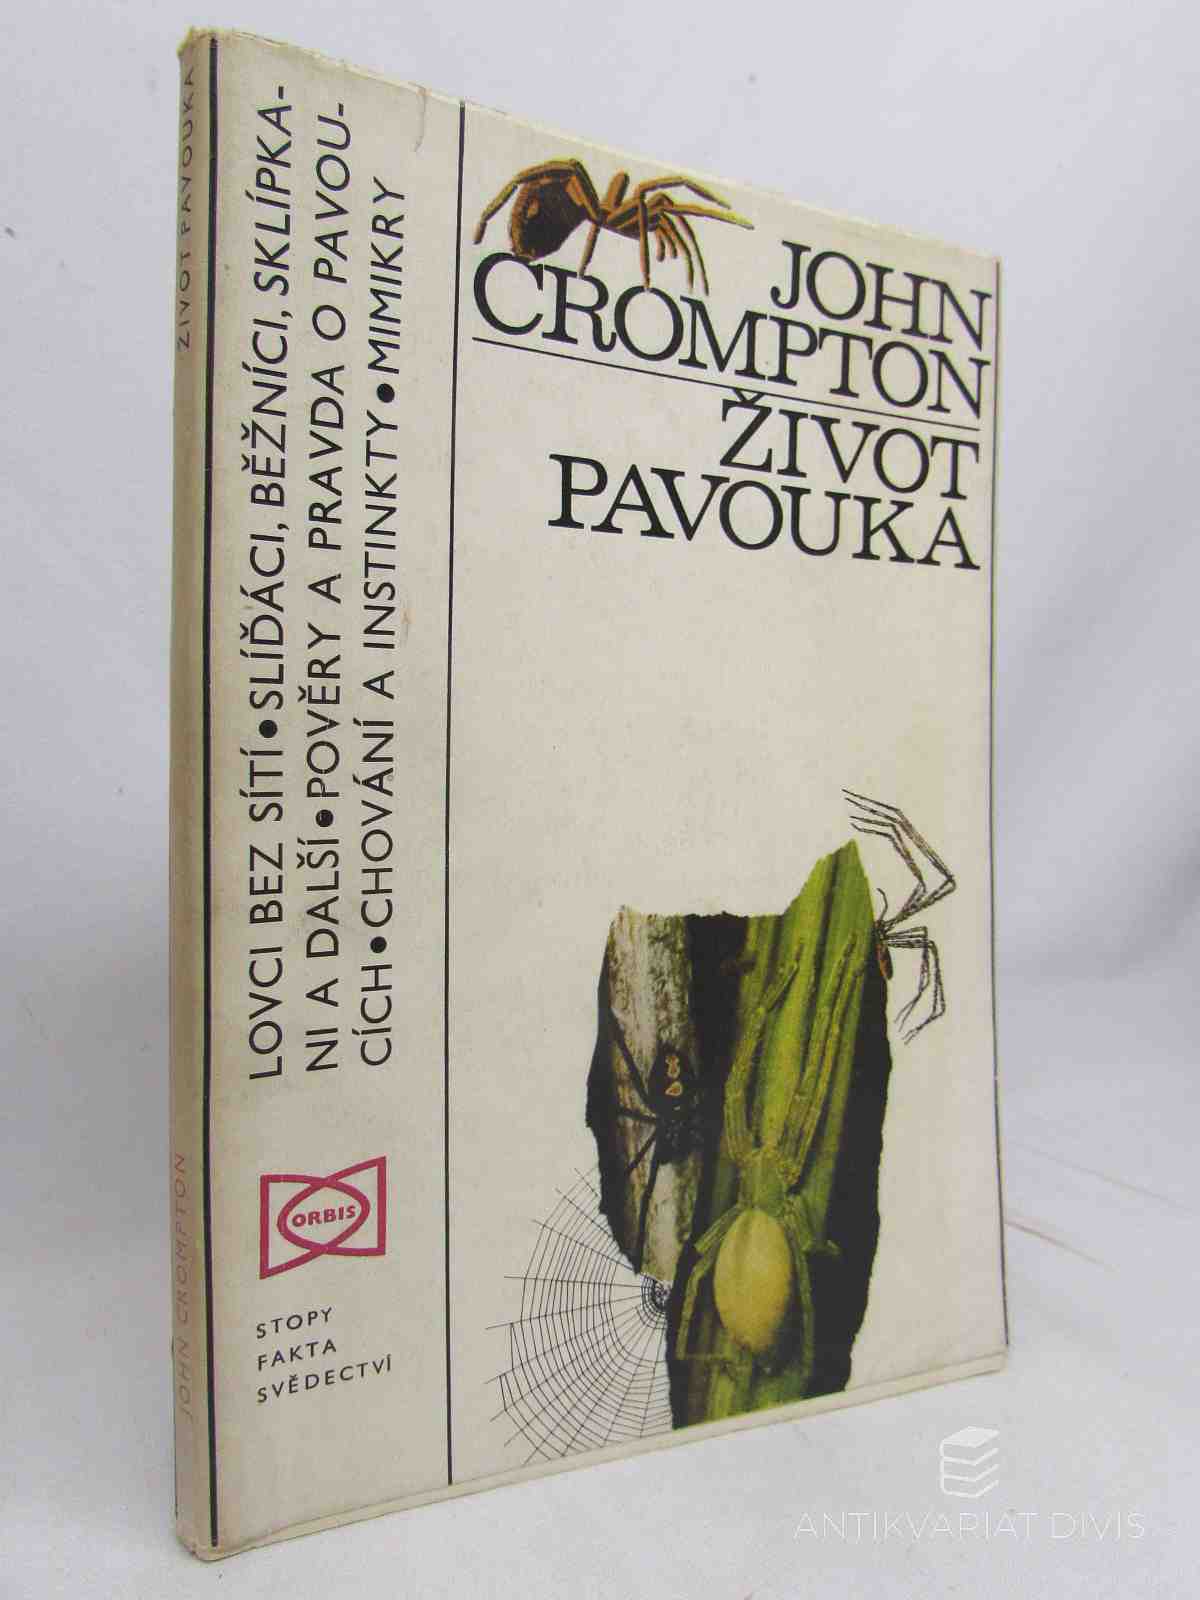 ŽIVOT PAVOUKA
JOHN CROMPTON
LOVCI BEZ SÍTÍ • SLÍĎÁCI, BĚŽNÍCI, SKLÍPKA-
NI A DALŠÍ • POVĚRY A PRAVDA O PAVOU-
CÍCH • CHOVÁNÍ A INSTINKTY • MIMIKRY
ORBIS
STOPY
FAKTA
SVĚDECTVÍ
JOHN
CROMPTON
ŽIVOT
PAVOUKA
ANTIKVARIAT DIVIS